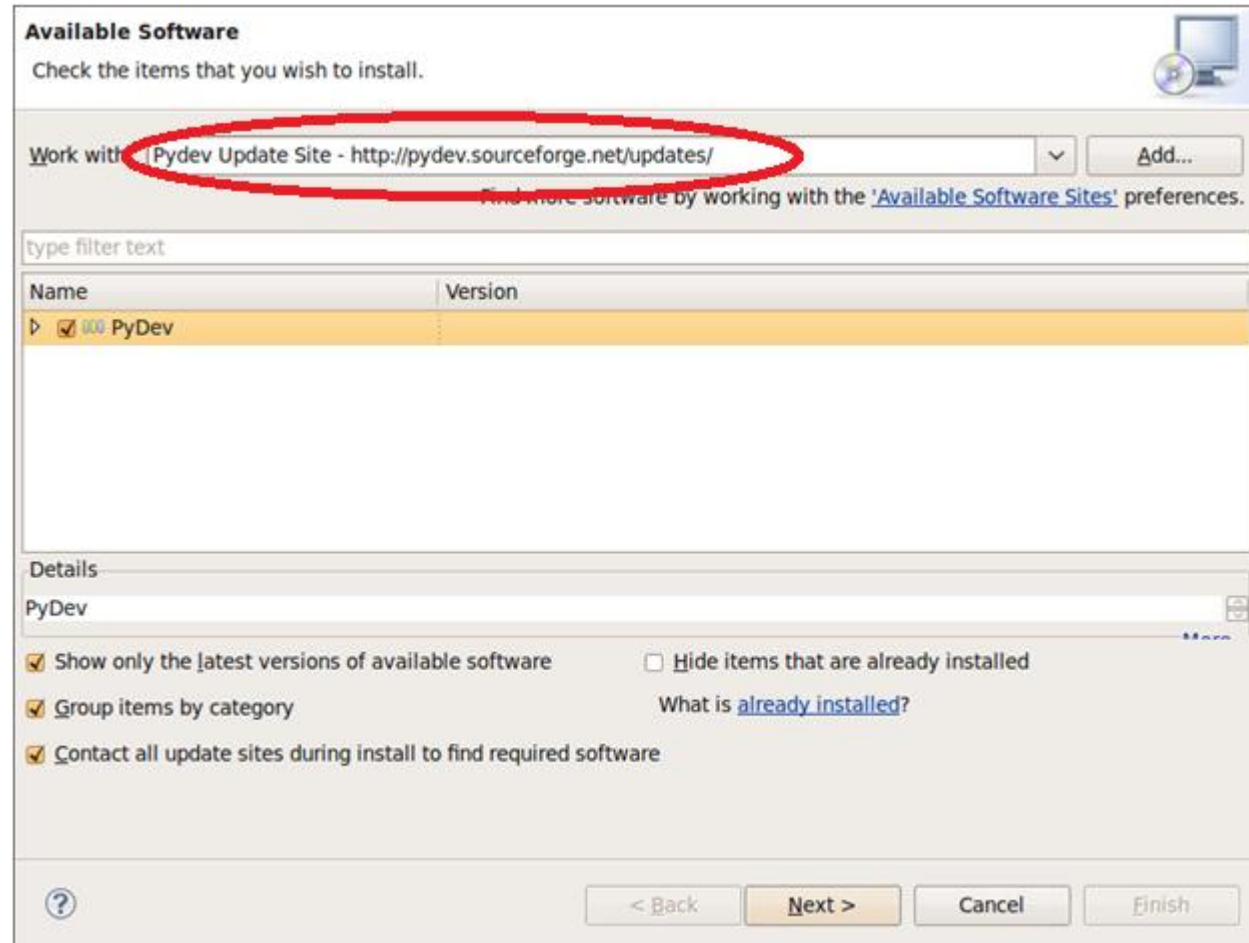 Available Software
Check the items that you wish to install.
Work with Pydev Update Site - http://pydev.sourceforge.net/updates/ Add...
Find more software by working with the 'Available Software Sites' preferences.
type filter text
Name Version
PyDev
Details
PyDev
More
Show only the latest versions of available software Hide items that are already installed
Group items by category What is already installed?
Contact all update sites during install to find required software
? < Back Next > Cancel Finish